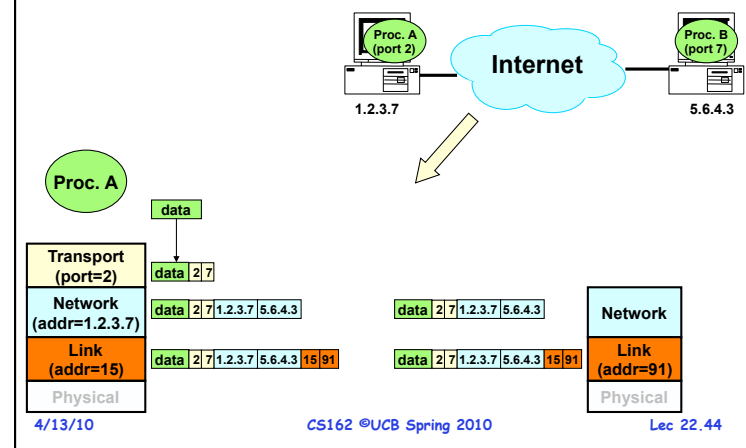 Proc. A
(port 2)
Internet
Proc. B
(port 7)
1.2.3.7
5.6.4.3
Proc. A
data
Transport
(port=2)
data 2 7
Network
(addr=1.2.3.7)
data 2 7 1.2.3.7 5.6.4.3
data 2 7 1.2.3.7 5.6.4.3
Network
Link
(addr=15)
data 2 7 1.2.3.7 5.6.4.3 15 91
data 2 7 1.2.3.7 5.6.4.3 15 91
Link
(addr=91)
Physical
Physical
4/13/10
CS162 ©UCB Spring 2010
Lec 22.44